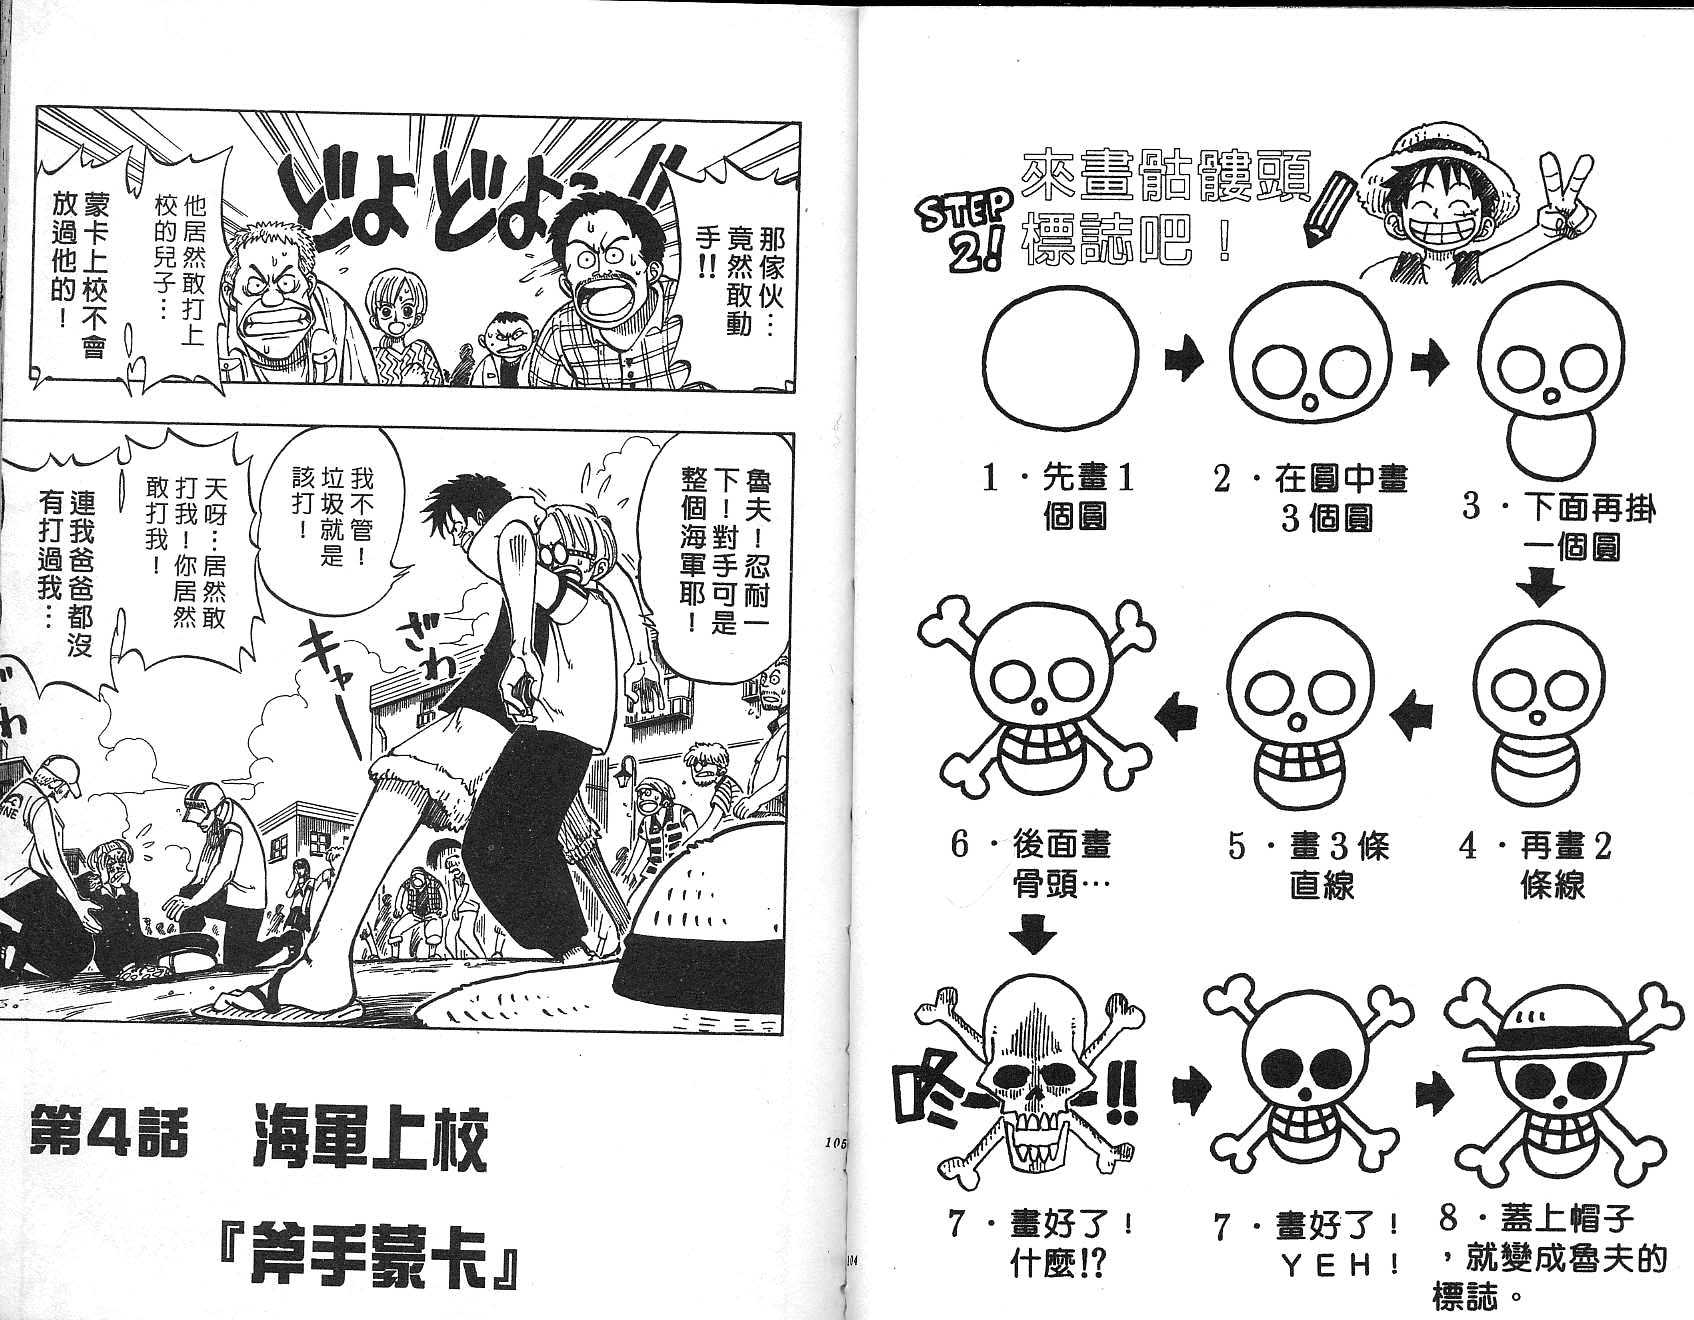 STEP
2!
來畫骷髏頭
標誌吧！
1．先畫1
個圓
2．在圓中畫
3個圓
3．下面再掛
一個圓
4．再畫2
條線
5．畫3條
直線
6．後面畫
骨頭…
咚
!!
7．畫好了！
什麼!?
7．畫好了！
YEH！
8．蓋上帽子
，就變成魯夫的
標誌。
104
那傢伙…
竟然敢動
手!!
どよどよっ
他居然敢打上
校的兒子…
蒙卡上校不會
放過他的！
魯夫！忍耐一
下！對手可是
整個海軍耶！
我不管！
垃圾就是
該打！
天呀…居然敢
打我！你居然
敢打我！
連我爸爸都沒
有打過我…
ざわ
キャーー
わ
NE
第4話　海軍上校
『斧手蒙卡』
105